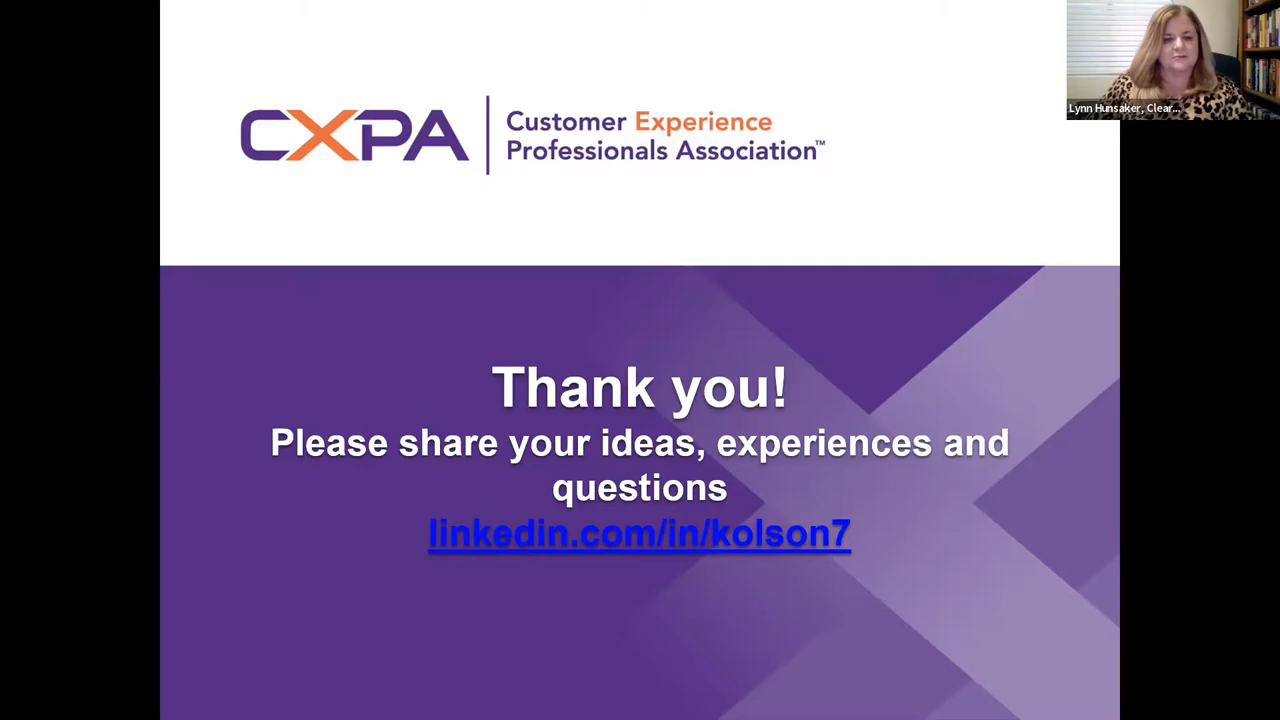 CXPA
Customer Experience
Professionals Association™
Lynn Hunsaker, Clear...
Thank you!
Please share your ideas, experiences and
questions
linkedin.com/in/kolson7